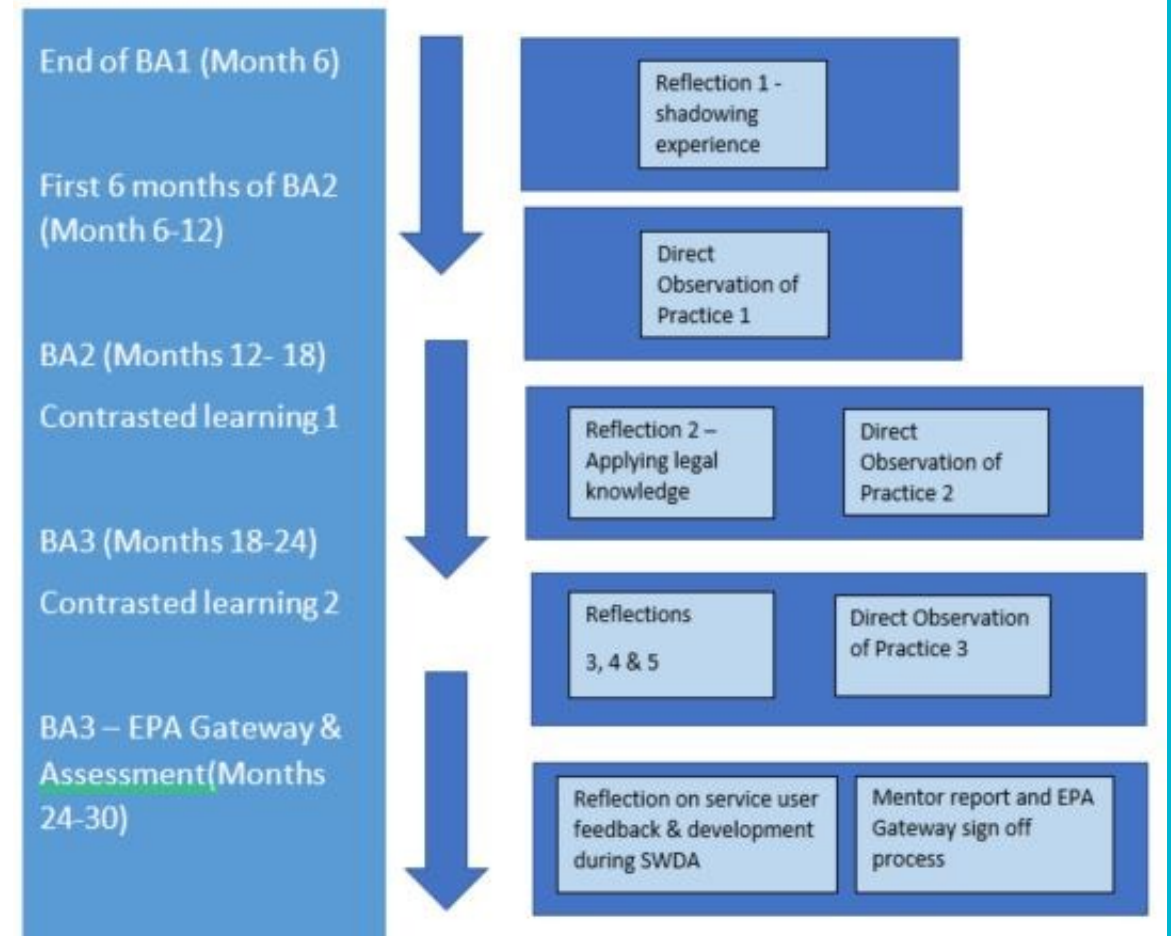 End of BA1 (Month 6)
First 6 months of BA2
(Month 6-12)
BA2 (Months 12- 18)
Contrasted learning 1
BA3 (Months 18-24)
Contrasted learning 2
BA3 – EPA Gateway &
Assessment(Months
24-30)
Reflection 1 -
shadowing
experience
Direct
Observation of
Practice 1
Reflection 2 –
Applying legal
knowledge
Direct
Observation of
Practice 2
Reflections
3, 4 & 5
Direct Observation
of Practice 3
Reflection on service user
feedback & development
during SWDA
Mentor report and EPA
Gateway sign off
process